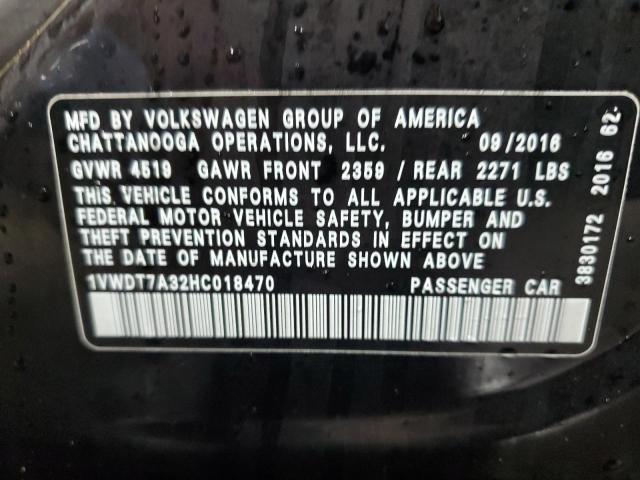 MFD BY VOLKSWAGEN GROUP OF AMERICA
CHATTANOOGA OPERATIONS, LLC. 09/2016
GVWR 4519 GAWR FRONT 2359 / REAR 2271 LBS
THIS VEHICLE CONFORMS TO ALL APPLICABLE U.S.
FEDERAL MOTOR VEHICLE SAFETY, BUMPER AND
THEFT PREVENTION STANDARDS IN EFFECT ON
THE DATE OF MANUFACTURE SHOWN ABOVE
1VWDT7A32HC018470 PASSENGER CAR
3830172 2016 62-